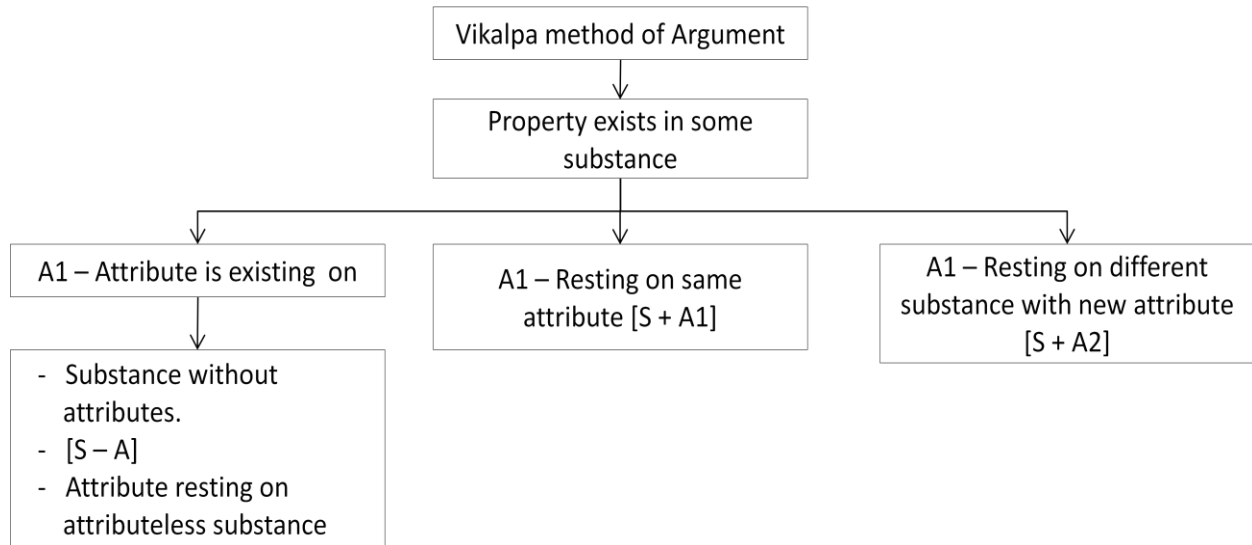 Vikalpa method of Argument
Property exists in some
substance
A1 – Attribute is existing on
A1 – Resting on same
attribute [S + A1]
A1 – Resting on different
substance with new attribute
[S + A2]
- Substance without
attributes.
- [S – A]
- Attribute resting on
attributeless substance